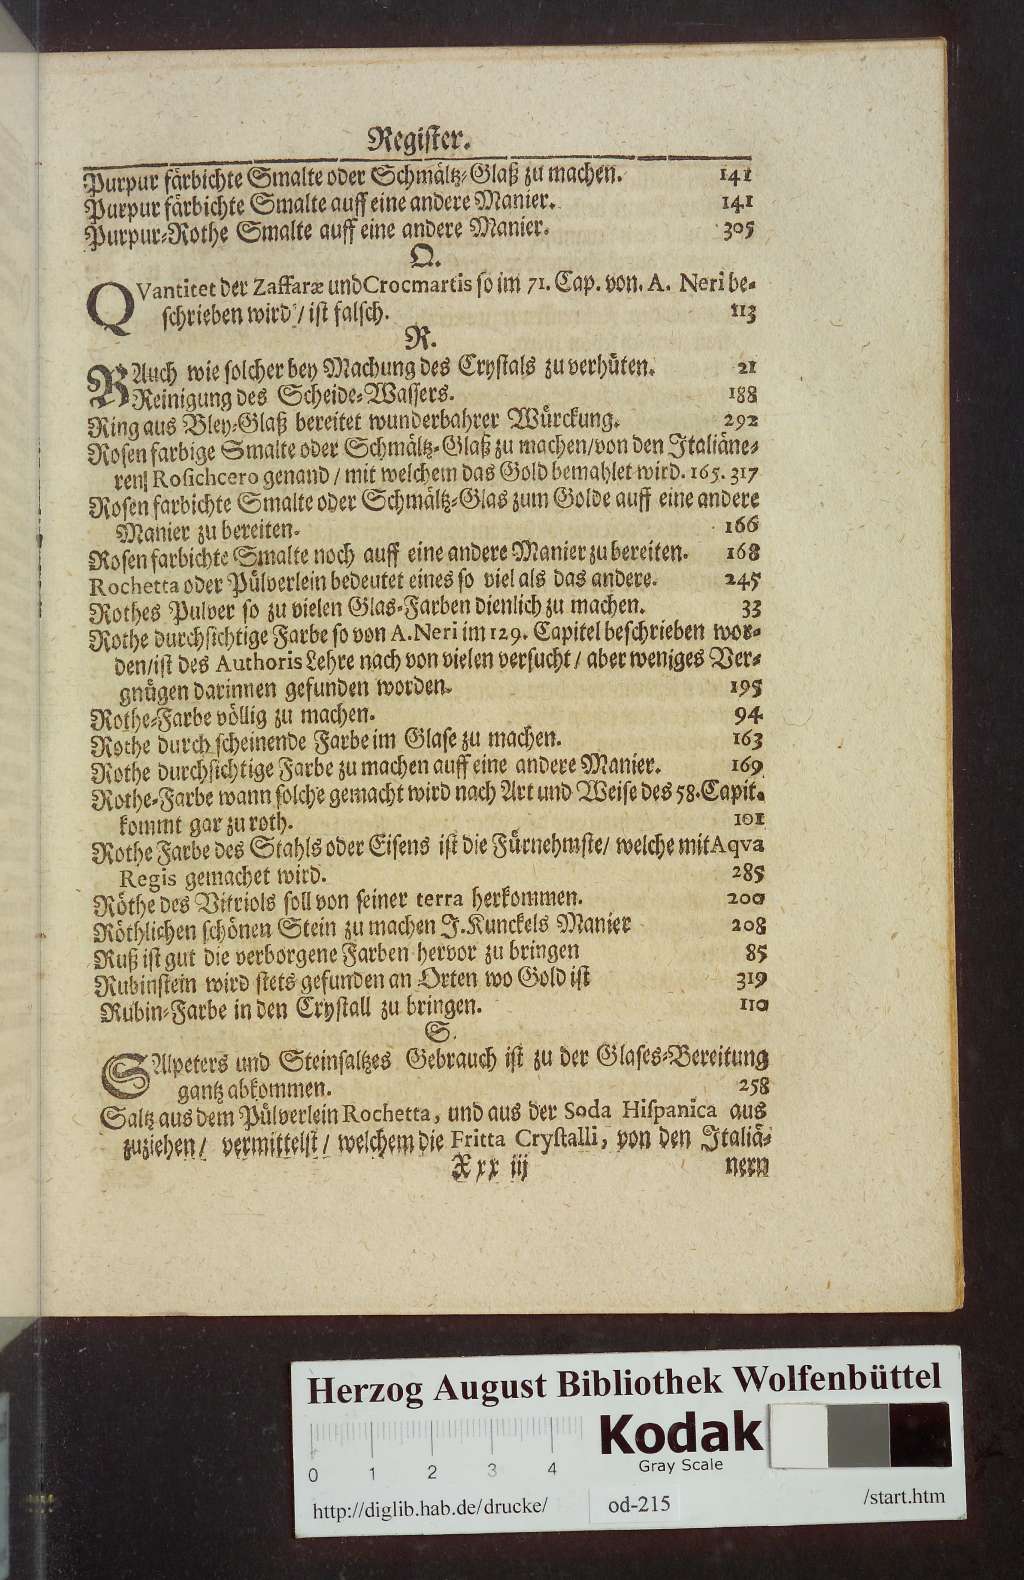 Register.
Purpur färbichte Smalte oder Schmältz-Glaß zu machen. 141
Purpur färbichte Smalte auff eine andere Manier. 141
Purpur-Rothe Smalte auff eine andere Manier. 305
Q.
QVantitet der Zaffaræ und Crocmartis so im 71. Cap. von. A. Neri be-
schrieben wird / ist falsch. 113
R.
RAuch wie solcher bey Machung des Crystals zu verhüten. 21
Reinigung des Scheide-Wassers. 188
Ring aus Bley-Glaß bereitet wunderbahrer Würckung. 292
Rosen farbige Smalte oder Schmältz-Glaß zu machen/von den Italiäne-
ren Rosichcero genand / mit welchem das Gold bemahlet wird. 165. 317
Rosen farbichte Smalte oder Schmältz-Glas zum Golde auff eine andere
Manier zu bereiten. 166
Rosen farbichte Smalte noch auff eine andere Manier zu bereiten. 168
Rochetta oder Pülverlein bedeutet eines so viel als das andere. 245
Rothes Pulver so zu vielen Glas-Farben dienlich zu machen. 33
Rothe durchsichtige Farbe so von A. Neri im 129. Capitel beschrieben wor-
den/ist des Authoris Lehre nach von vielen versucht / aber weniges Ver-
gnügen darinnen gefunden worden. 195
Rothe-Farbe völlig zu machen. 94
Rothe durch scheinende Farbe im Glase zu machen. 163
Rothe durchsichtige Farbe zu machen auff eine andere Manier. 169
Rothe-Farbe wann solche gemacht wird nach Art und Weise des 58. Capit.
kommt gar zu roth. 101
Rothe Farbe des Stahls oder Eisens ist die Fürnehmste/ welche mit Aqva
Regis gemachet wird. 285
Röthe des Vitriols soll von seiner terra herkommen. 200
Röthlichen schönen Stein zu machen J. Kunckels Manier 208
Ruß ist gut die verborgene Farben hervor zu bringen 85
Rubinstein wird stets gefunden an Orten wo Gold ist 319
Rubin-Farbe in den Crystall zu bringen. 110
S.
SAlpeters und Steinsaltzes Gebrauch ist zu der Glases-Bereitung
gantz abkommen. 258
Saltz aus dem Pülverlein Rochetta, und aus der Soda Hispanica aus
zuziehen / vermittelst / welchem die Fritta Crystalli, von den Italiä-
Xxx iij nern
Herzog August Bibliothek Wolfenbüttel
Kodak
Gray Scale
0 1 2 3 4
http://diglib.hab.de/drucke/ od-215 /start.htm